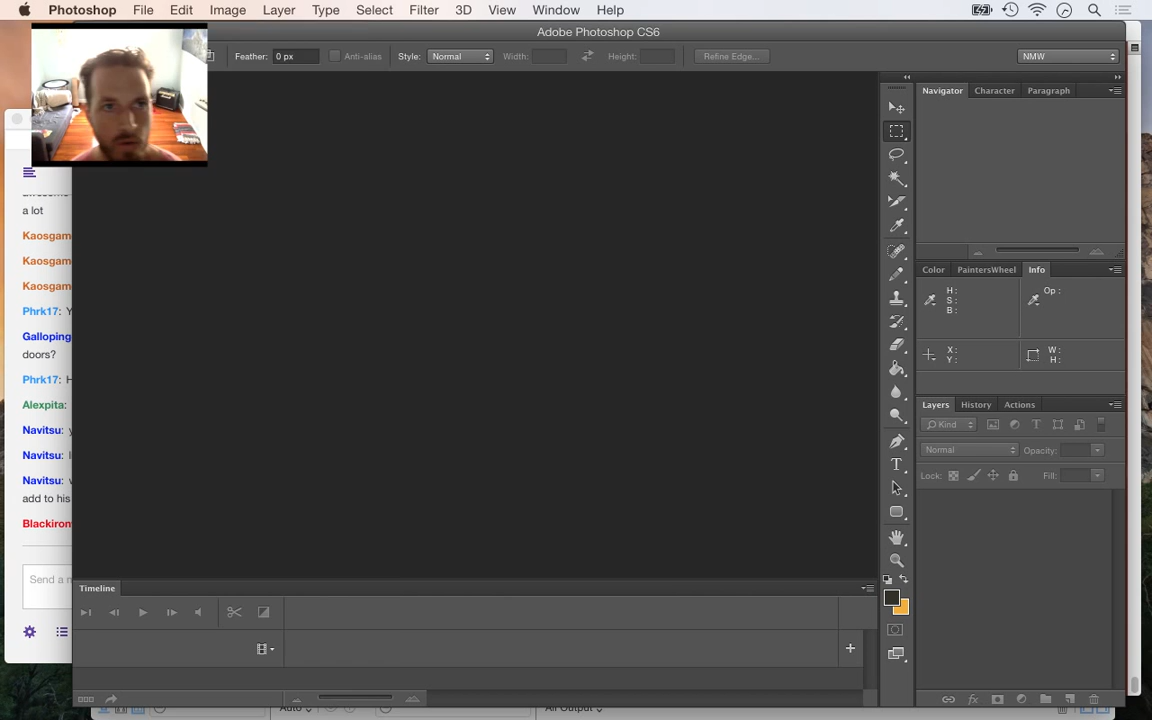 Photoshop File Edit Image Layer Type Select Filter 3D View Window Help
Adobe Photoshop CS6
Feather: 0 px Anti-alias Style: Normal Width: Height: Refine Edge... NMW
Navigator Character Paragraph
a lot
Kaosgam
Kaosgam
Kaosgam
Phrk17: Y
Galloping
doors?
Phrk17: H
Alexpita:
Navitsu: y
Navitsu: I
Navitsu: w
add to his
Blackiron
Send a m
Color PaintersWheel Info
H:
S:
B:
Op:
X:
Y:
W:
H:
Layers History Actions
Kind
Normal Opacity:
Lock: Fill:
Timeline
Auto
All Output